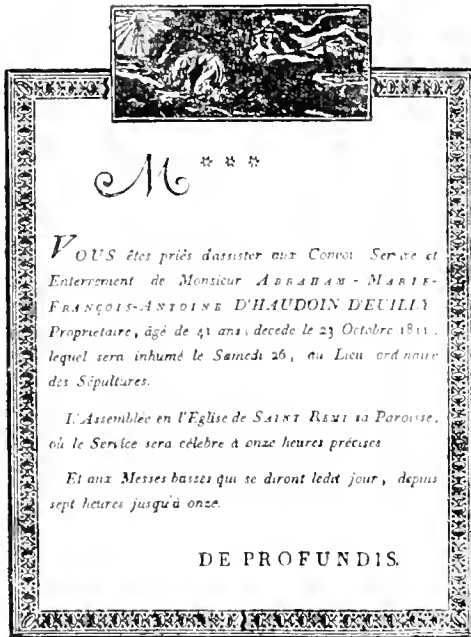 M***
VOUS êtes priés d'assister aux Convoi Service et
Enterrement de Monsieur ABRAHAM-MARIE-
FRANÇOIS-ANTOINE D'HAUDOIN D'EUILLY
Proprietaire, âgé de 41 ans, decede le 23 Octobre 1811,
lequel sera inhumé le Samedi 26, au Lieu ordinaire
des Sépultures.
L'Assemblée en l'Eglise de SAINT REMI sa Paroisse,
où le Service sera célebre à onze heures précises
Et aux Messes basses qui se diront ledit jour, depuis
sept heures jusqu'à onze.
DE PROFUNDIS.